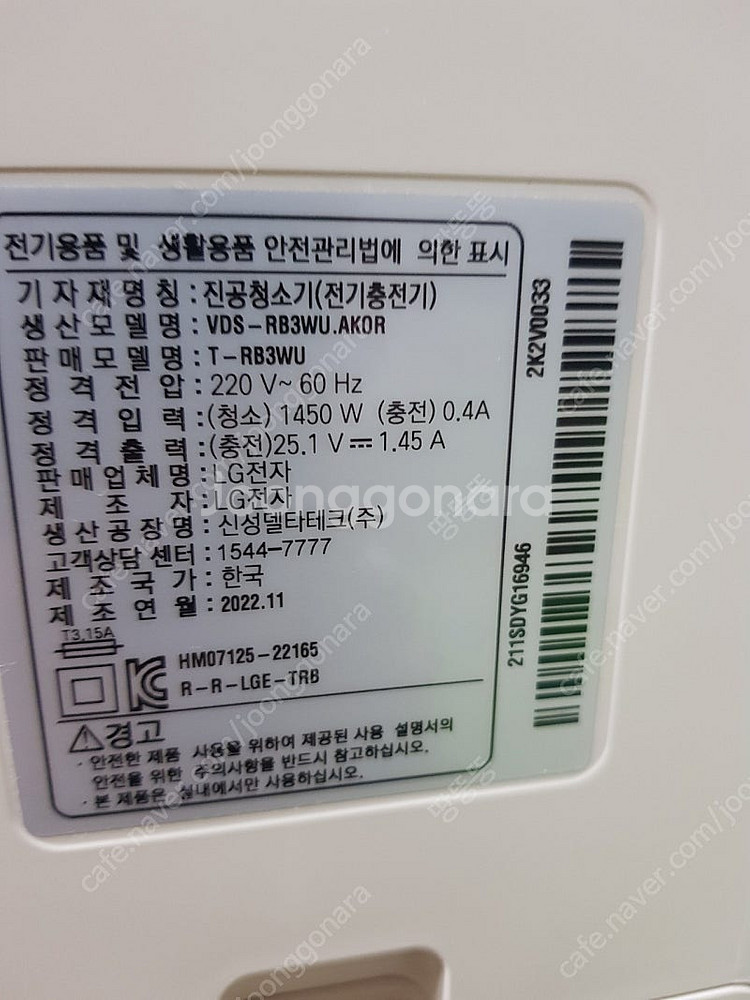 전기용품 및 생활용품 안전관리법에 의한 표시
기 자 재 명 칭 : 진공청소기(전기충전기)
생 산 모 델 명 : VDS-RB3WU.AKOR
판 매 모 델 명 : T-RB3WU
정 격 전 압 : 220 V~ 60 Hz
정 격 입 력 : (청소) 1450 W (충전) 0.4A
정 격 출 력 : (충전)25.1 V⎓ 1.45 A
판 매 업 체 명 : LG전자
제 조 자 : LG전자
생 산 공 장 명 : 신성델타테크(주)
고객상담 센터 : 1544-7777
제 조 국 가 : 한국
제 조 연 월 : 2022.11
T3.15A
HM07125-22165
R-R-LGE-TRB
경고
· 안전한 제품 사용을 위하여 제공된 사용 설명서의
안전을 위한 주의사항을 반드시 참고하십시오.
· 본 제품은 실내에서만 사용하십시오.
2K2V0033
211SDYG16946
joonggonara
cafe.naver.com/joonggonara